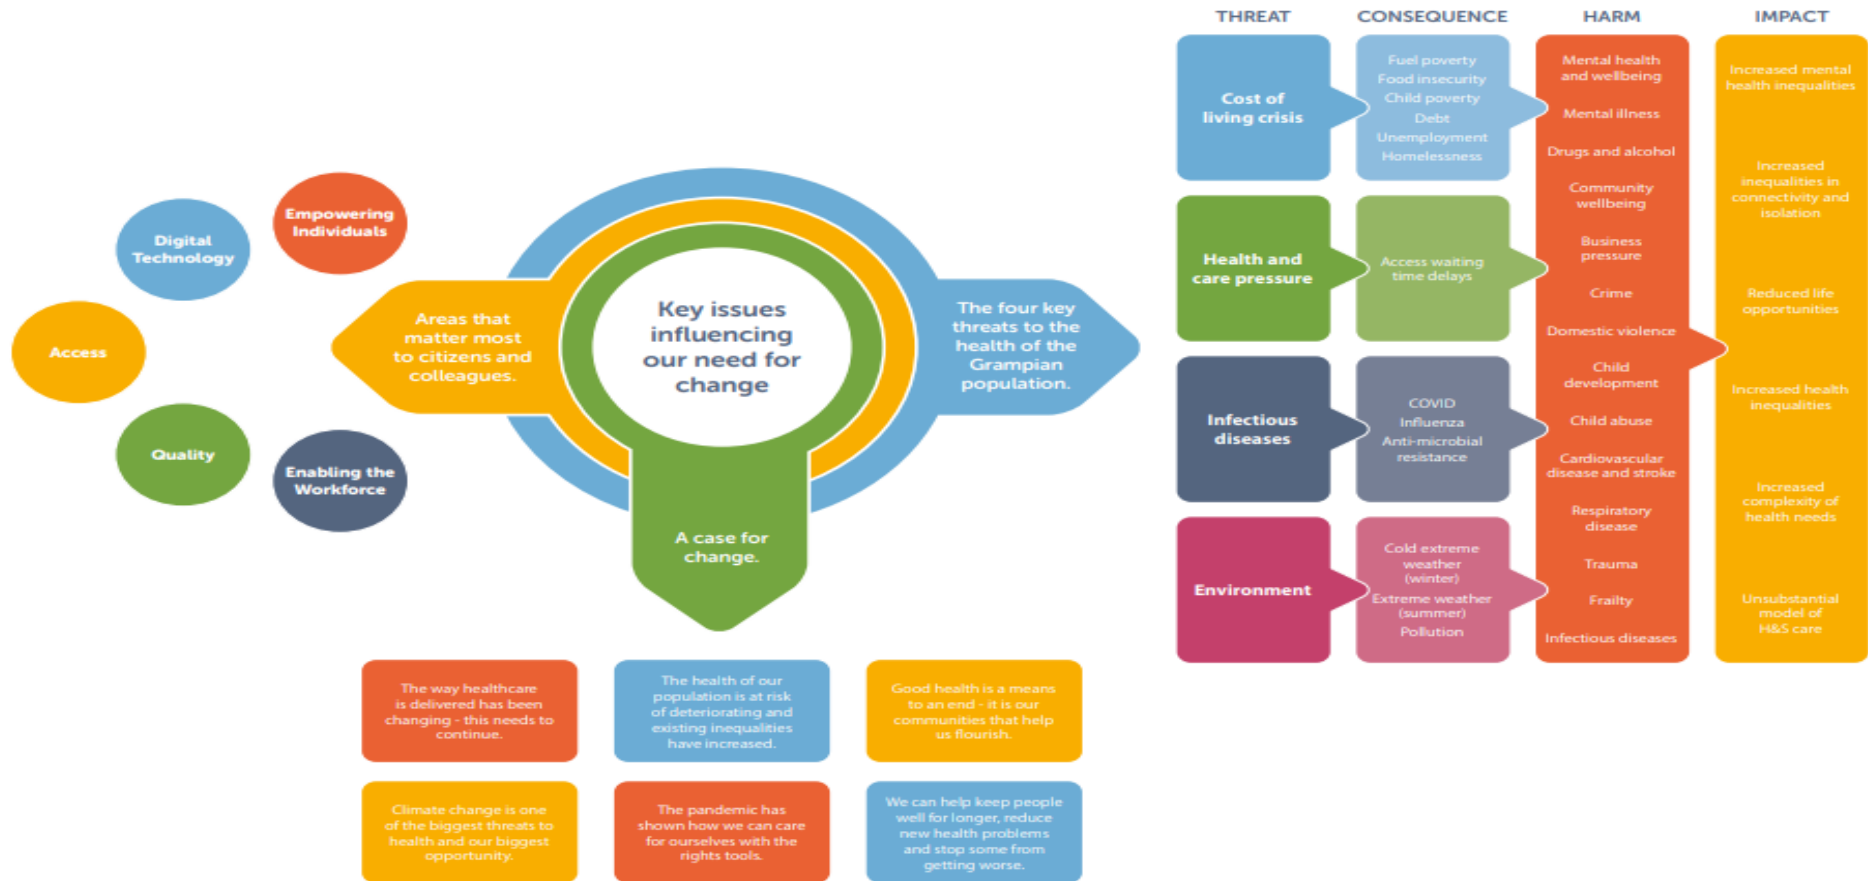 Empowering
Individuals
Digital
Technology
Access
Quality
Enabling the
Workforce
Areas that
matter most
to citizens and
colleagues.
Key issues
influencing
our need for
change
The four key
threats to the
health of the
Grampian
population.
A case for
change.
The way healthcare
is delivered has been
changing - this needs to
continue.
The health of our
population is at risk
of deteriorating and
existing inequalities
have increased.
Good health is a means
to an end - it is our
communities that help
us flourish.
Climate change is one
of the biggest threats to
health and our biggest
opportunity.
The pandemic has
shown how we can care
for ourselves with the
rights tools.
We can help keep people
well for longer, reduce
new health problems
and stop some from
getting worse.
THREAT
Cost of
living crisis
Health and
care pressure
Infectious
diseases
Environment
CONSEQUENCE
Fuel poverty
Food insecurity
Child poverty
Debt
Unemployment
Homelessness
Access waiting
time delays
COVID
Influenza
Anti-microbial
resistance
Cold extreme
weather
(winter)
Extreme weather
(summer)
Pollution
HARM
Mental health
and wellbeing
Mental illness
Drugs and alcohol
Community
wellbeing
Business
pressure
Crime
Domestic violence
Child
development
Child abuse
Cardiovascular
disease and stroke
Respiratory
disease
Trauma
Frailty
Infectious diseases
IMPACT
Increased mental
health inequalities
Increased
inequalities in
connectivity and
isolation
Reduced life
opportunities
Increased health
inequalities
Increased
complexity of
health needs
Unsubstantial
model of
H&S care